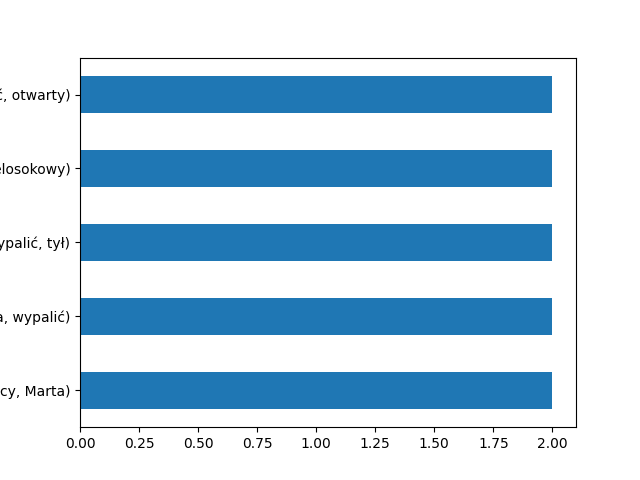 , otwarty)
elosokowy)
ypalić, tył)
, wypalić)
cy, Marta)
0.00 0.25 0.50 0.75 1.00 1.25 1.50 1.75 2.00